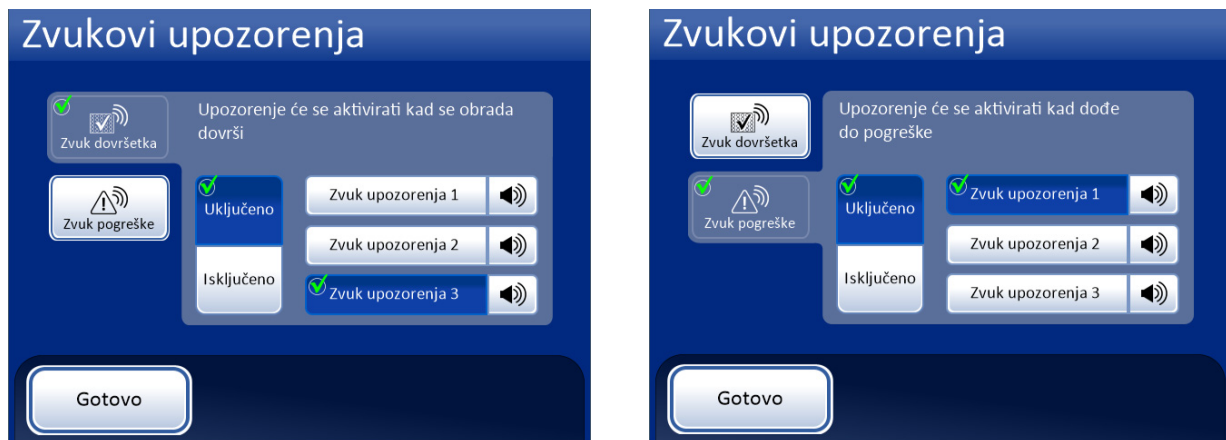 Zvukovi upozorenja
Zvuk dovršetka
Upozorenje će se aktivirati kad se obrada
dovrši
Zvuk pogreške
Uključeno
Isključeno
Zvuk upozorenja 1
Zvuk upozorenja 2
Zvuk upozorenja 3
Gotovo
Zvukovi upozorenja
Zvuk dovršetka
Upozorenje će se aktivirati kad dođe
do pogreške
Zvuk pogreške
Uključeno
Isključeno
Zvuk upozorenja 1
Zvuk upozorenja 2
Zvuk upozorenja 3
Gotovo